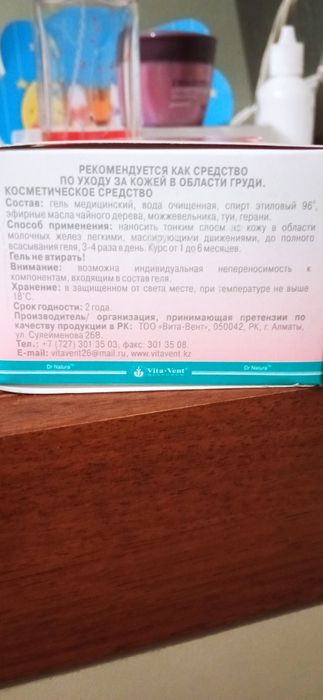 РЕКОМЕНДУЕТСЯ КАК СРЕДСТВО
ПО УХОДУ ЗА КОЖЕЙ В ОБЛАСТИ ГРУДИ.
КОСМЕТИЧЕСКОЕ СРЕДСТВО
Состав: гель медицинский, вода очищенная, спирт этиловый 96°,
эфирные масла чайного дерева, можжевельника, туи, герани.
Способ применения: наносить тонким слоем на кожу в области
молочных желез легкими, массирующими движениями, до полного
всасывания геля, 3-4 раза в день. Курс от 1 до 6 месяцев.
Гель не втирать!
Внимание: возможна индивидуальная непереносимость к
компонентам, входящим в состав геля.
Хранение: в защищенном от света месте, при температуре не выше
18°С.
Срок годности: 2 года.
Производитель/ организация, принимающая претензии по
качеству продукции в РК: ТОО «Вита-Вент», 050042, РК, г. Алматы,
ул. Сулейменова 26В.
Тел.: +7 (727) 301 35 03, факс: 301 35 08.
E-mail: vitavent26@mail.ru, www.vitavent.kz
Dr Natura™ Vita-Vent Dr Natura™